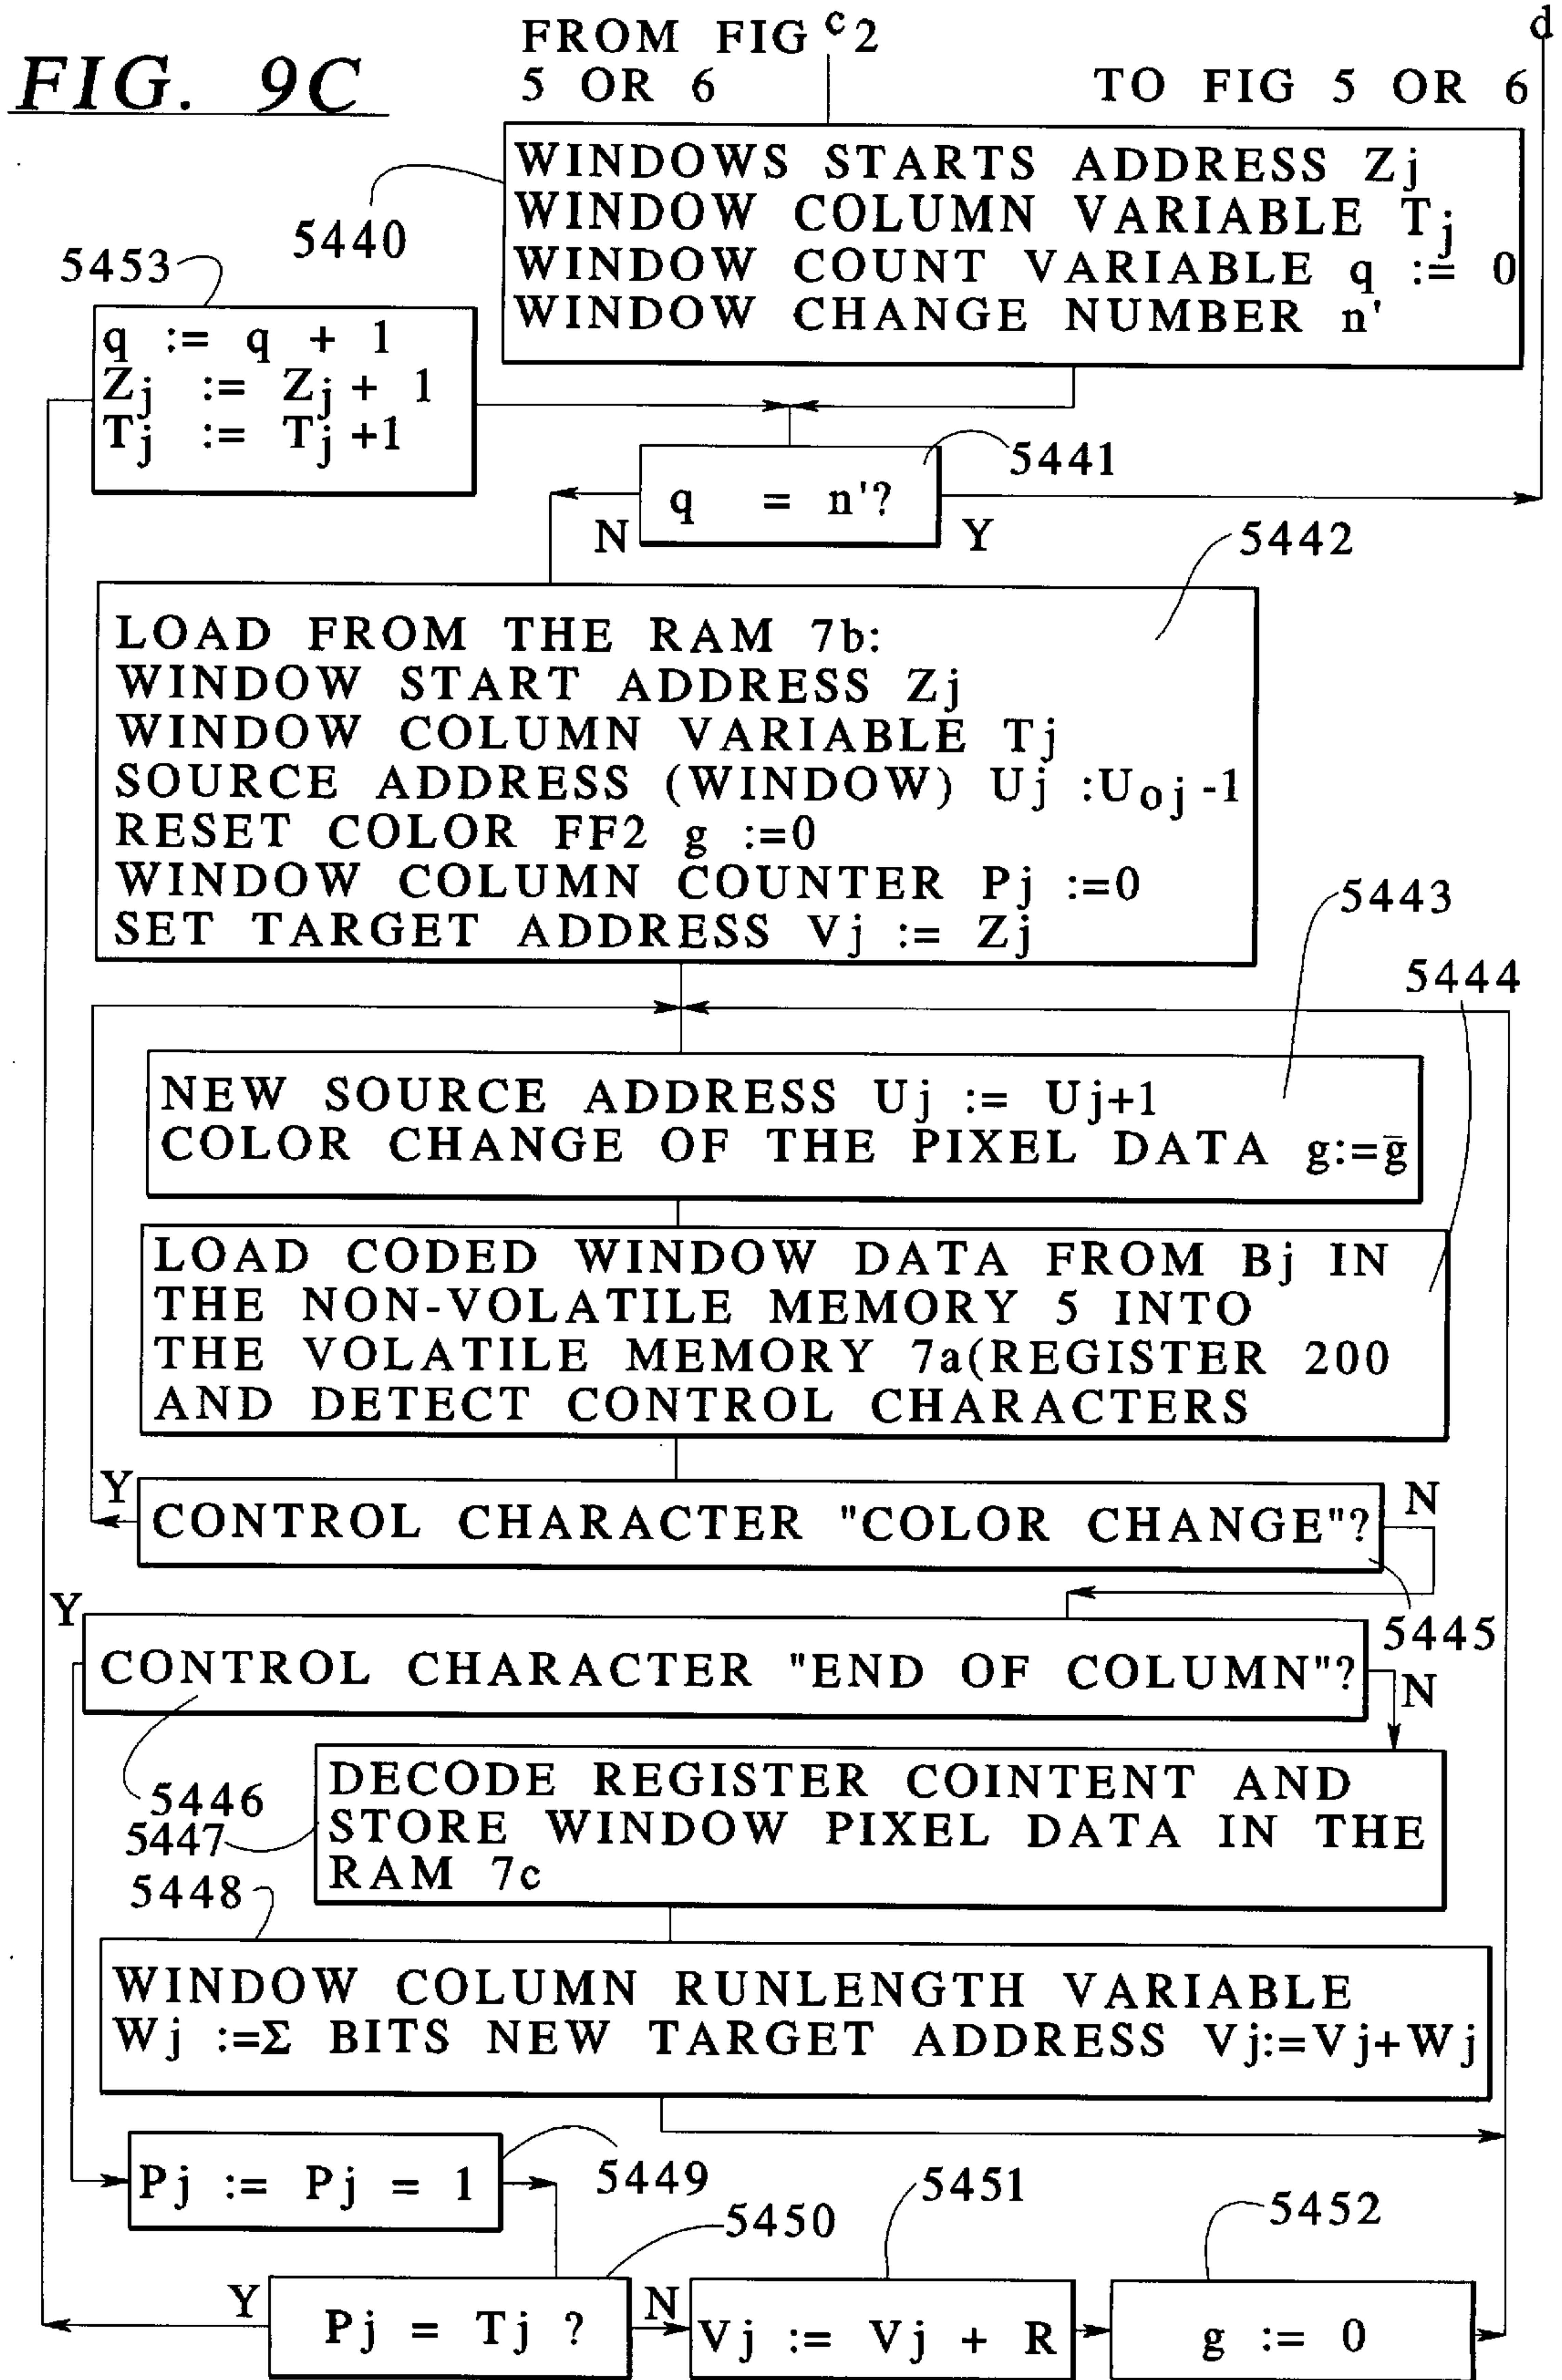 FIG. 9C
FROM FIG c2
5 OR 6
TO FIG 5 OR 6
d
WINDOWS STARTS ADDRESS Zj
WINDOW COLUMN VARIABLE Tj
WINDOW COUNT VARIABLE q := 0
WINDOW CHANGE NUMBER n'
5440
5453
q := q + 1
Zj := Zj + 1
Tj := Tj +1
5441
q = n'?
N
Y
5442
LOAD FROM THE RAM 7b:
WINDOW START ADDRESS Zj
WINDOW COLUMN VARIABLE Tj
SOURCE ADDRESS (WINDOW) Uj :Uoj -1
RESET COLOR FF2 g :=0
WINDOW COLUMN COUNTER Pj :=0
SET TARGET ADDRESS Vj := Zj
5443
5444
NEW SOURCE ADDRESS Uj := Uj+1
COLOR CHANGE OF THE PIXEL DATA g:=g̅
LOAD CODED WINDOW DATA FROM Bj IN
THE NON-VOLATILE MEMORY 5 INTO
THE VOLATILE MEMORY 7a(REGISTER 200
AND DETECT CONTROL CHARACTERS
Y
CONTROL CHARACTER "COLOR CHANGE"?
N
5445
Y
CONTROL CHARACTER "END OF COLUMN"?
N
5446
5447
DECODE REGISTER COINTENT AND
STORE WINDOW PIXEL DATA IN THE
RAM 7c
5448
WINDOW COLUMN RUNLENGTH VARIABLE
Wj :=Σ BITS NEW TARGET ADDRESS Vj:=Vj+Wj
Pj := Pj = 1
5449
5450
5451
5452
Y
Pj = Tj ?
N
Vj := Vj + R
g := 0